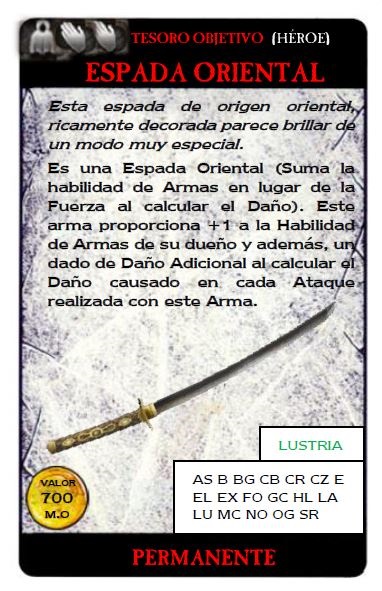 TESORO OBJETIVO (HÉROE)
ESPADA ORIENTAL
Esta espada de origen oriental,
ricamente decorada parece brillar de
un modo muy especial.
Es una Espada Oriental (Suma la
habilidad de Armas en lugar de la
Fuerza al calcular el Daño). Este
arma proporciona +1 a la Habilidad
de Armas de su dueño y además, un
dado de Daño Adicional al calcular el
Daño causado en cada Ataque
realizada con este Arma.
LUSTRIA
AS B BG CB CR CZ E
EL EX FO GC HL LA
LU MC NO OG SR
VALOR
700
M.O
PERMANENTE